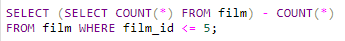 SELECT (SELECT COUNT(*) FROM film) - COUNT(*)
FROM film WHERE film_id <= 5;